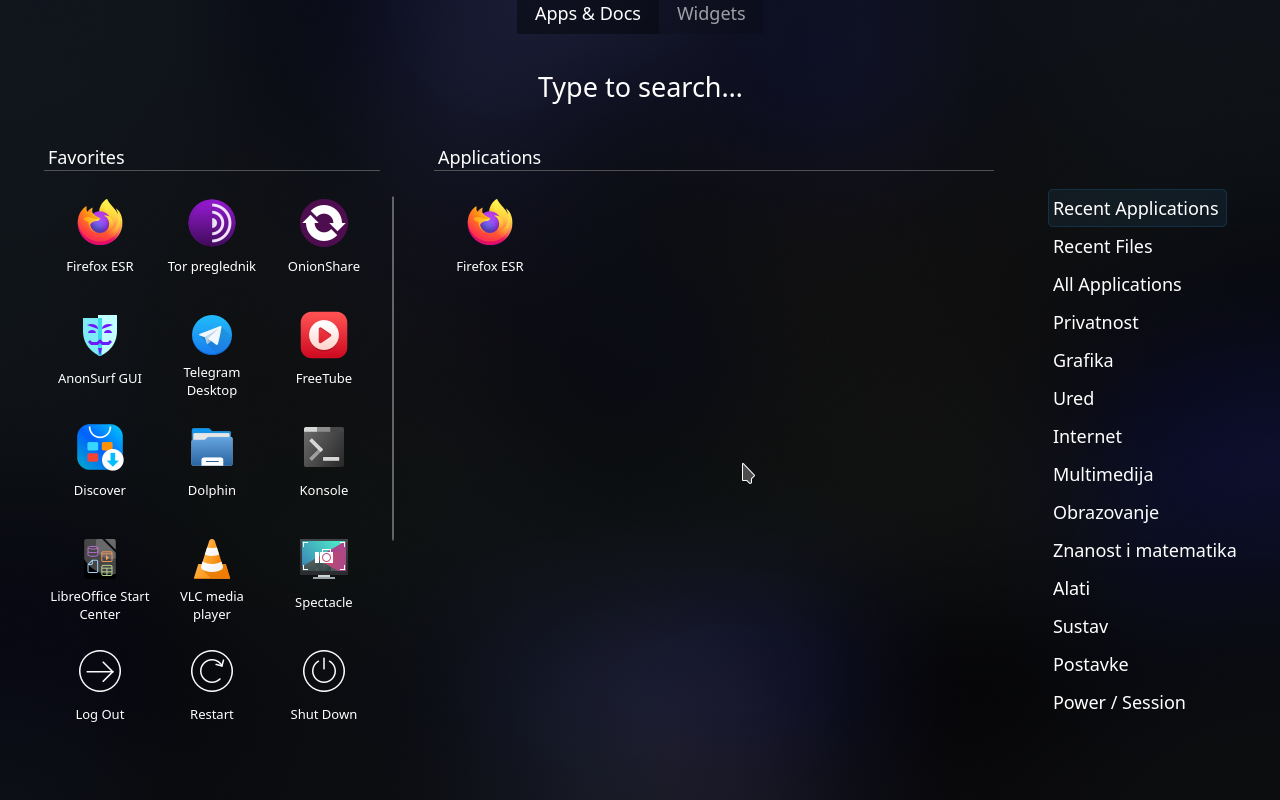 Apps & Docs
Widgets
Type to search...
Favorites
Firefox ESR
Tor preglednik
OnionShare
AnonSurf GUI
Telegram
Desktop
FreeTube
Discover
Dolphin
Konsole
LibreOffice Start
Center
VLC media
player
Spectacle
Log Out
Restart
Shut Down
Applications
Firefox ESR
Recent Applications
Recent Files
All Applications
Privatnost
Grafika
Ured
Internet
Multimedija
Obrazovanje
Znanost i matematika
Alati
Sustav
Postavke
Power / Session